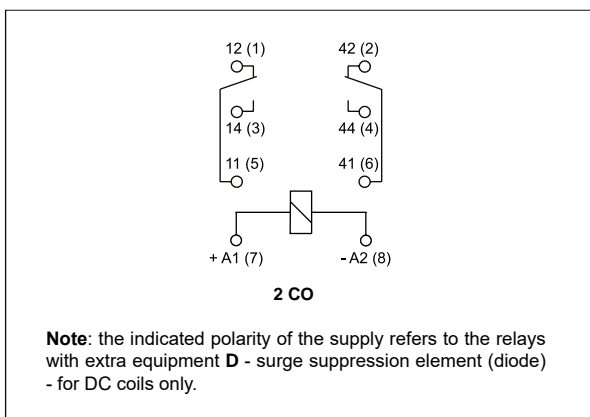 12 (1) 42 (2)
14 (3) 44 (4)
11 (5) 41 (6)
+ A1 (7) - A2 (8)
2 CO
Note: the indicated polarity of the supply refers to the relays
with extra equipment D - surge suppression element (diode)
- for DC coils only.